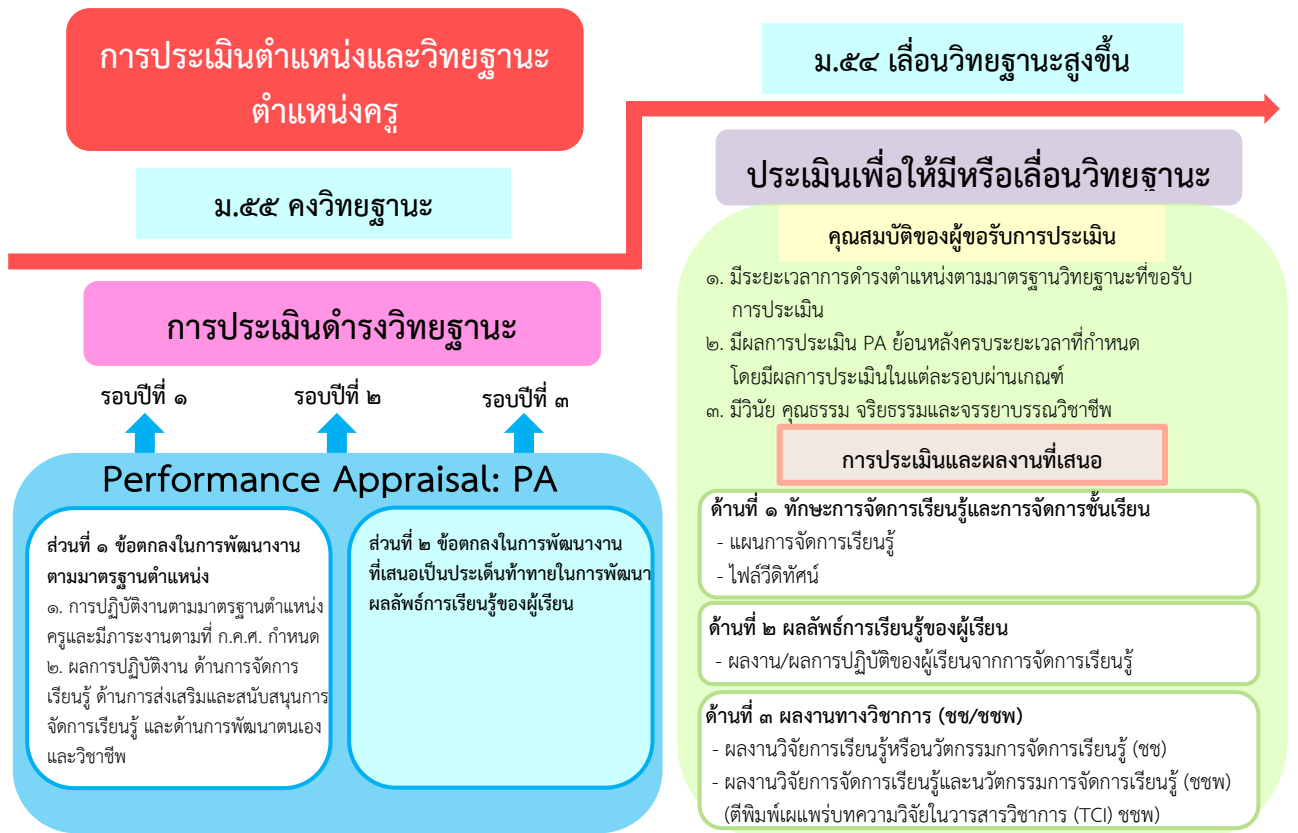 การประเมินตำแหน่งและวิทยฐานะ
ตำแหน่งครู
ม.๕๕ คงวิทยฐานะ
การประเมินดำรงวิทยฐานะ
รอบปีที่ ๑
รอบปีที่ ๒
รอบปีที่ ๓
Performance Appraisal: PA
ส่วนที่ ๑ ข้อตกลงในการพัฒนางาน
ตามมาตรฐานตำแหน่ง
๑. การปฏิบัติงานตามมาตรฐานตำแหน่ง
ครูและมีภาระงานตามที่ ก.ค.ศ. กำหนด
๒. ผลการปฏิบัติงาน ด้านการจัดการ
เรียนรู้ ด้านการส่งเสริมและสนับสนุนการ
จัดการเรียนรู้ และด้านการพัฒนาตนเอง
และวิชาชีพ
ส่วนที่ ๒ ข้อตกลงในการพัฒนางาน
ที่เสนอเป็นประเด็นท้าทายในการพัฒนา
ผลลัพธ์การเรียนรู้ของผู้เรียน
ม.๕๔ เลื่อนวิทยฐานะสูงขึ้น
ประเมินเพื่อให้มีหรือเลื่อนวิทยฐานะ
คุณสมบัติของผู้ขอรับการประเมิน
๑. มีระยะเวลาการดำรงตำแหน่งตามมาตรฐานวิทยฐานะที่ขอรับ
การประเมิน
๒. มีผลการประเมิน PA ย้อนหลังครบระยะเวลาที่กำหนด
โดยมีผลการประเมินในแต่ละรอบผ่านเกณฑ์
๓. มีวินัย คุณธรรม จริยธรรมและจรรยาบรรณวิชาชีพ
การประเมินและผลงานที่เสนอ
ด้านที่ ๑ ทักษะการจัดการเรียนรู้และการจัดการชั้นเรียน
- แผนการจัดการเรียนรู้
- ไฟล์วีดิทัศน์
ด้านที่ ๒ ผลลัพธ์การเรียนรู้ของผู้เรียน
- ผลงาน/ผลการปฏิบัติของผู้เรียนจากการจัดการเรียนรู้
ด้านที่ ๓ ผลงานทางวิชาการ (ชช/ชชพ)
- ผลงานวิจัยการเรียนรู้หรือนวัตกรรมการจัดการเรียนรู้ (ชช)
- ผลงานวิจัยการจัดการเรียนรู้และนวัตกรรมการจัดการเรียนรู้ (ชชพ)
(ตีพิมพ์เผแพร่บทความวิจัยในวารสารวิชาการ (TCI) ชชพ)